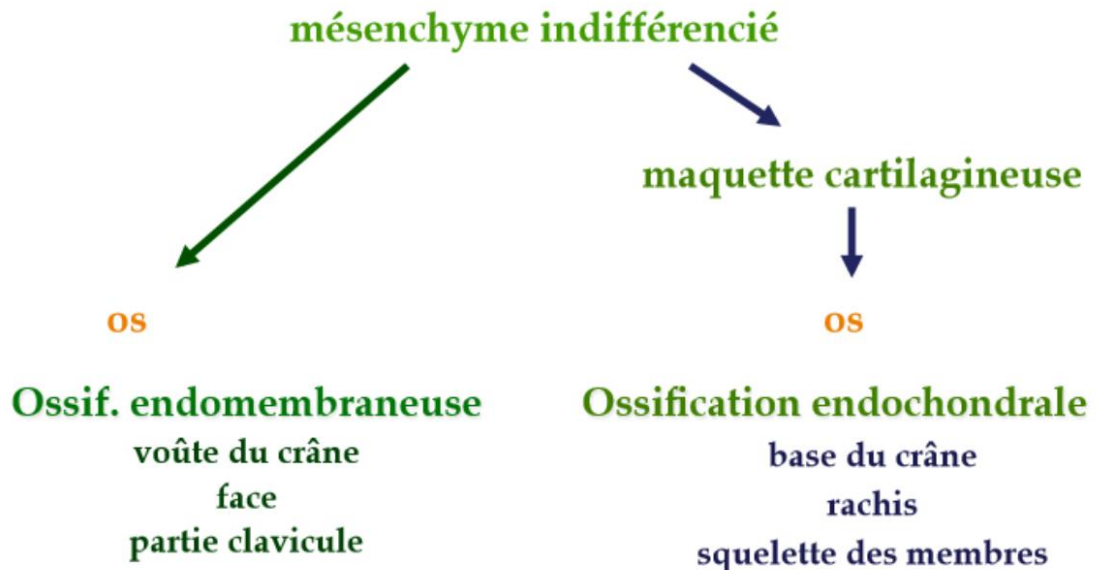 mésenchyme indifférencié
maquette cartilagineuse
os
os
Ossif. endomembraneuse
voûte du crâne
face
partie clavicule
Ossification endochondrale
base du crâne
rachis
squelette des membres